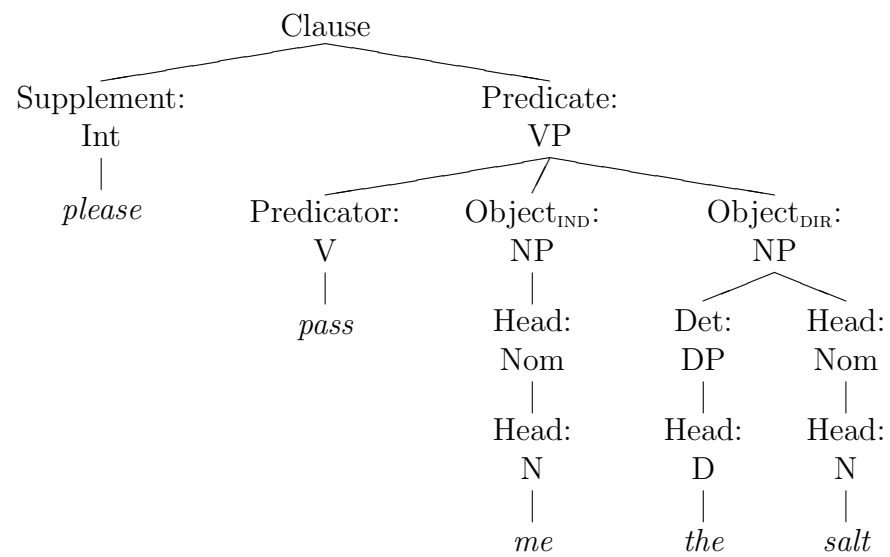 Clause
Supplement: Predicate:
Int VP
please Predicator: Object_IND: Object_DIR:
V NP NP
pass Head: Det: Head:
Nom DP Nom
Head: Head: Head:
N D N
me the salt